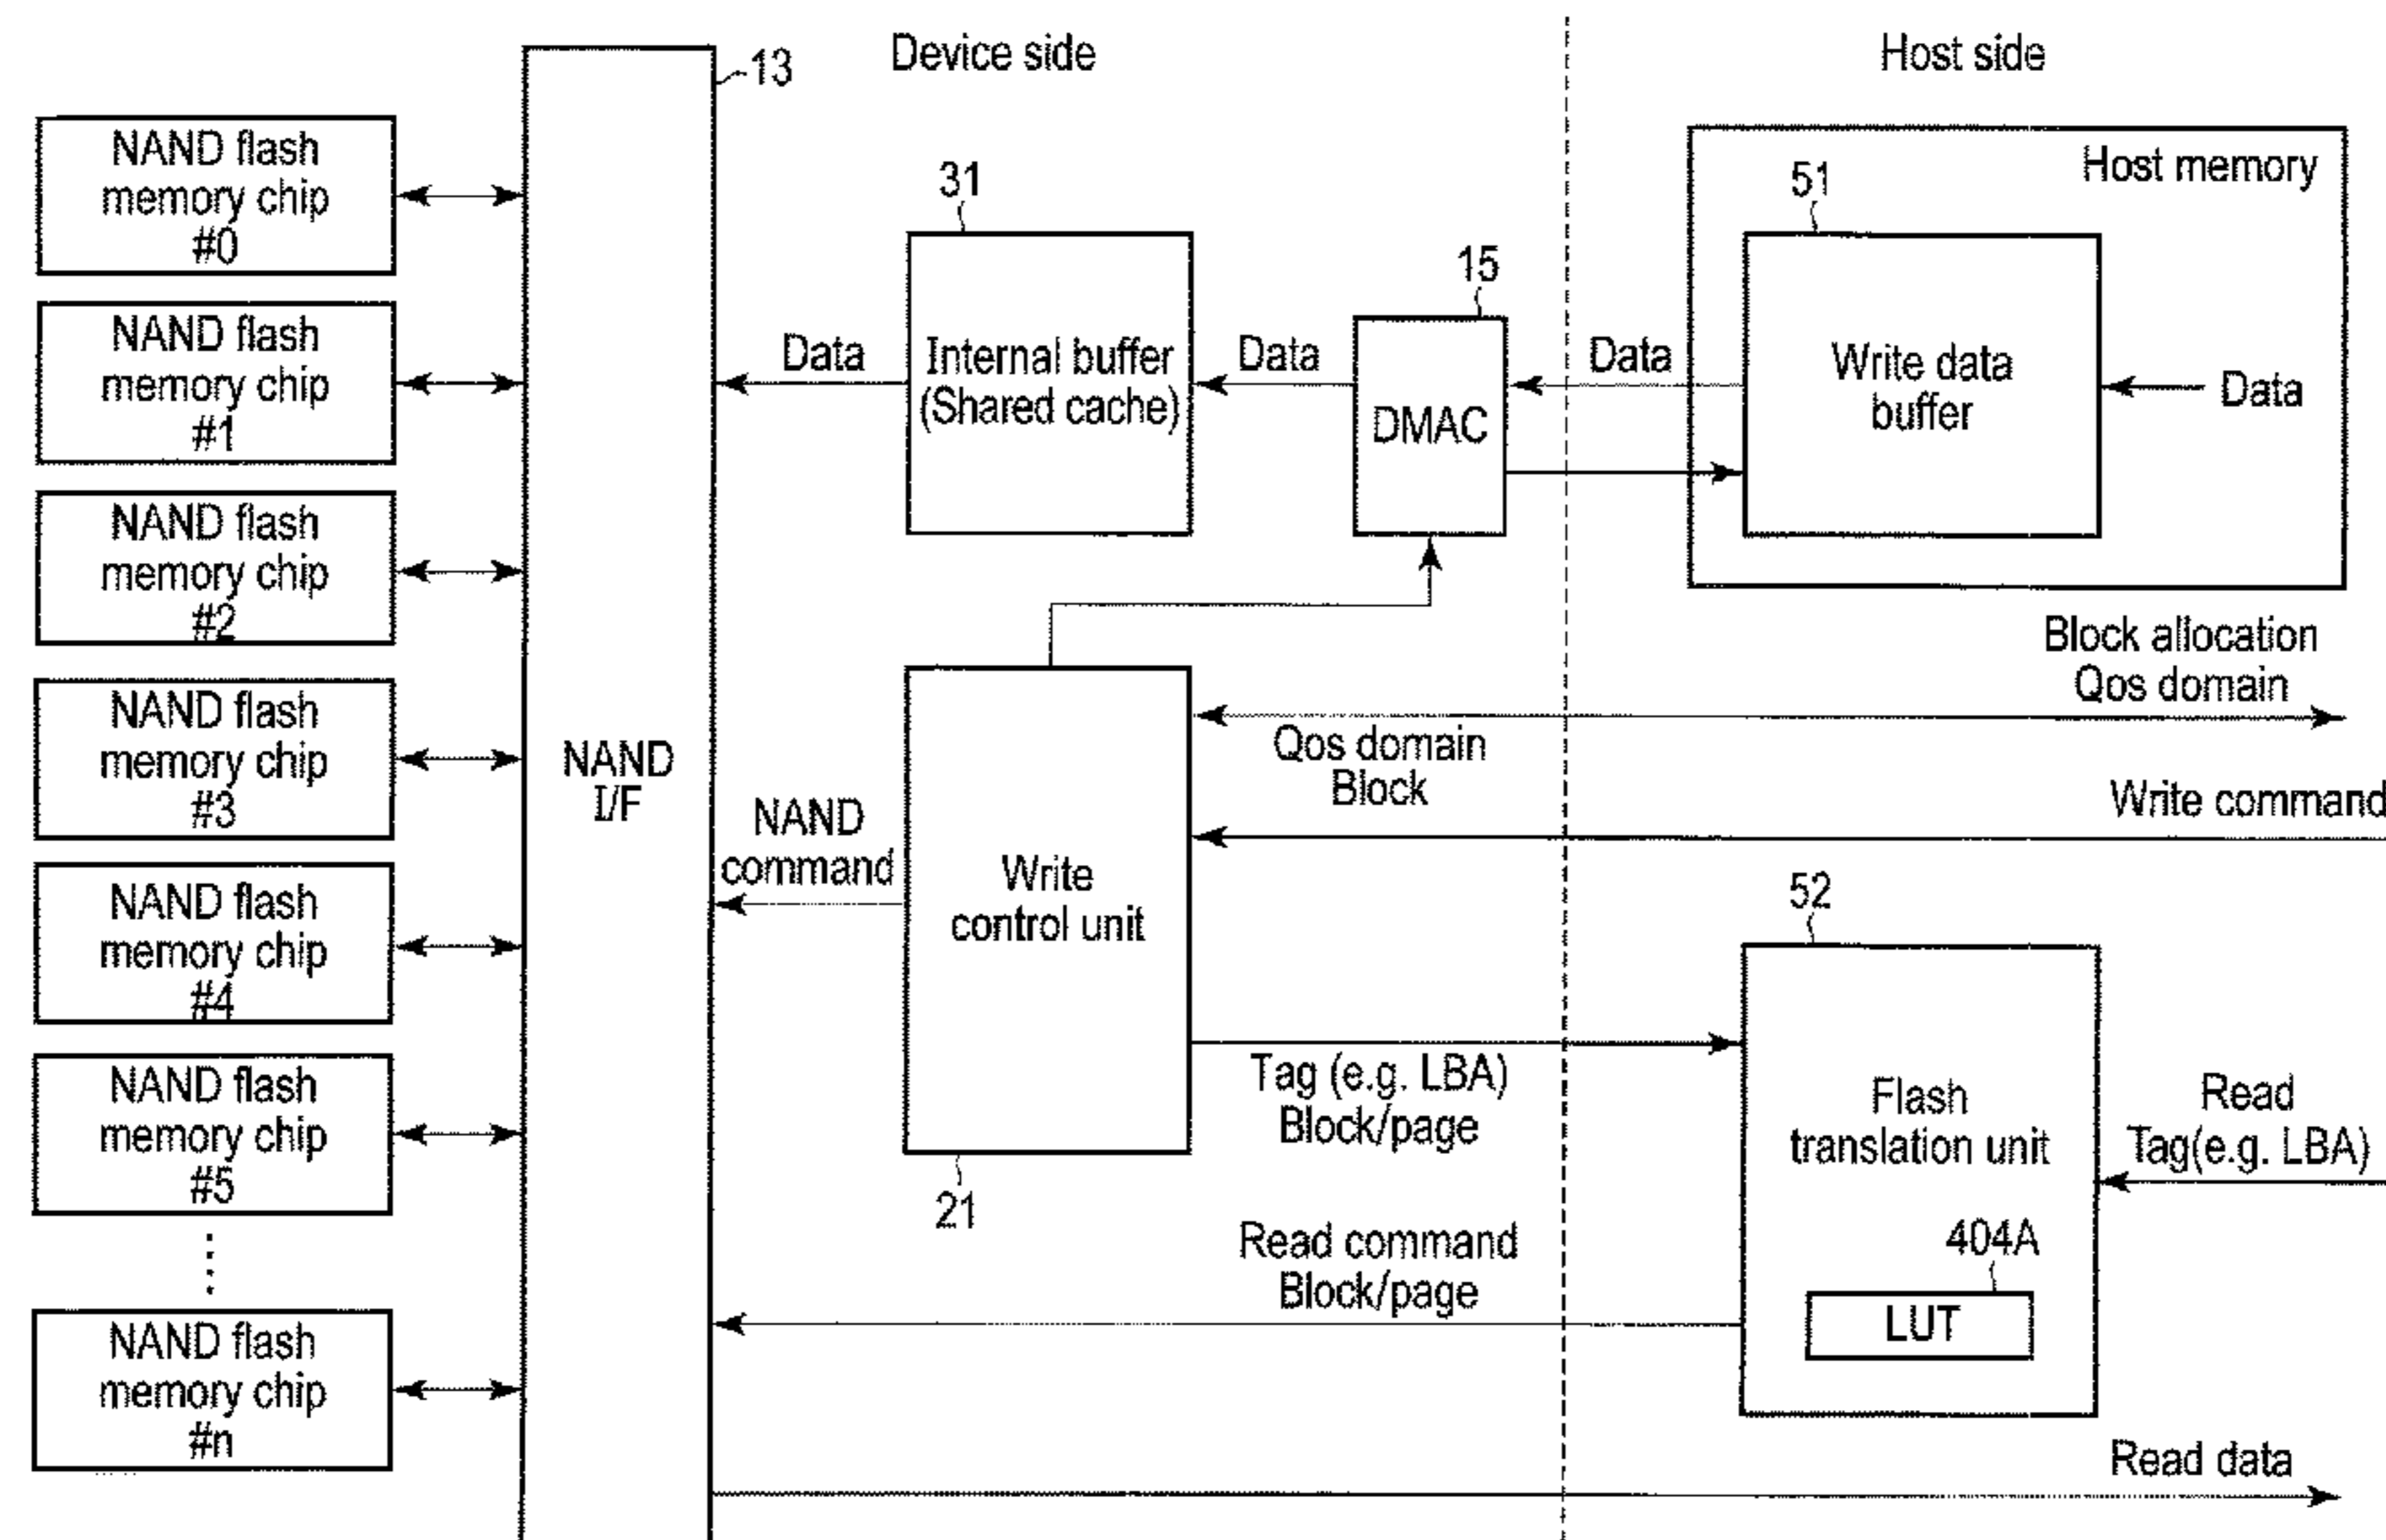 Device side
Host side
13
NAND flash
memory chip
#0
NAND flash
memory chip
#1
NAND flash
memory chip
#2
NAND flash
memory chip
#3
NAND flash
memory chip
#4
NAND flash
memory chip
#5
NAND flash
memory chip
#n
NAND
I/F
31
Data
Internal buffer
(Shared cache)
Data
15
DMAC
Data
Host memory
51
Write data
buffer
Data
Block allocation
Qos domain
Qos domain
Block
Write command
NAND
command
Write
control unit
21
Tag (e.g. LBA)
Block/page
52
Flash
translation unit
404A
LUT
Read
Tag(e.g. LBA)
Read command
Block/page
Read data